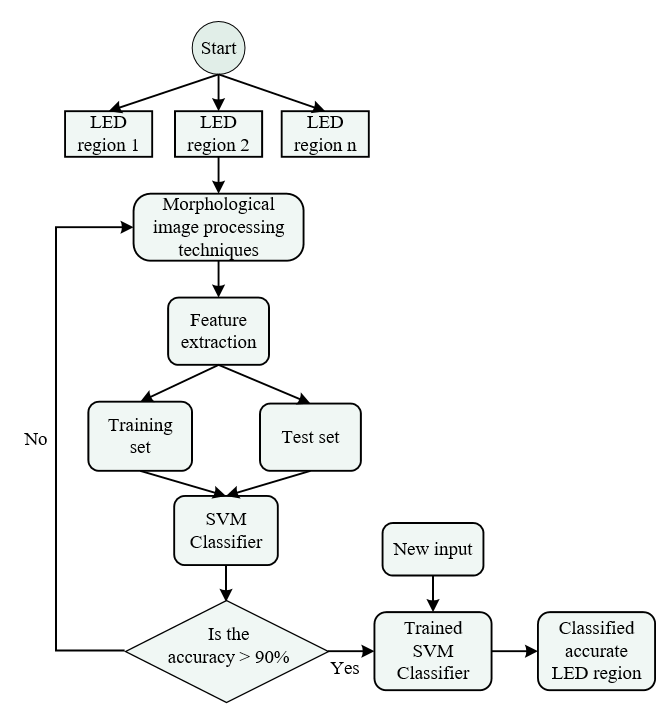 Start
LED
region 1
LED
region 2
LED
region n
Morphological
image processing
techniques
Feature
extraction
Training
set
Test set
No
SVM
Classifier
New input
Is the
accuracy > 90%
Yes
Trained
SVM
Classifier
Classified
accurate
LED region